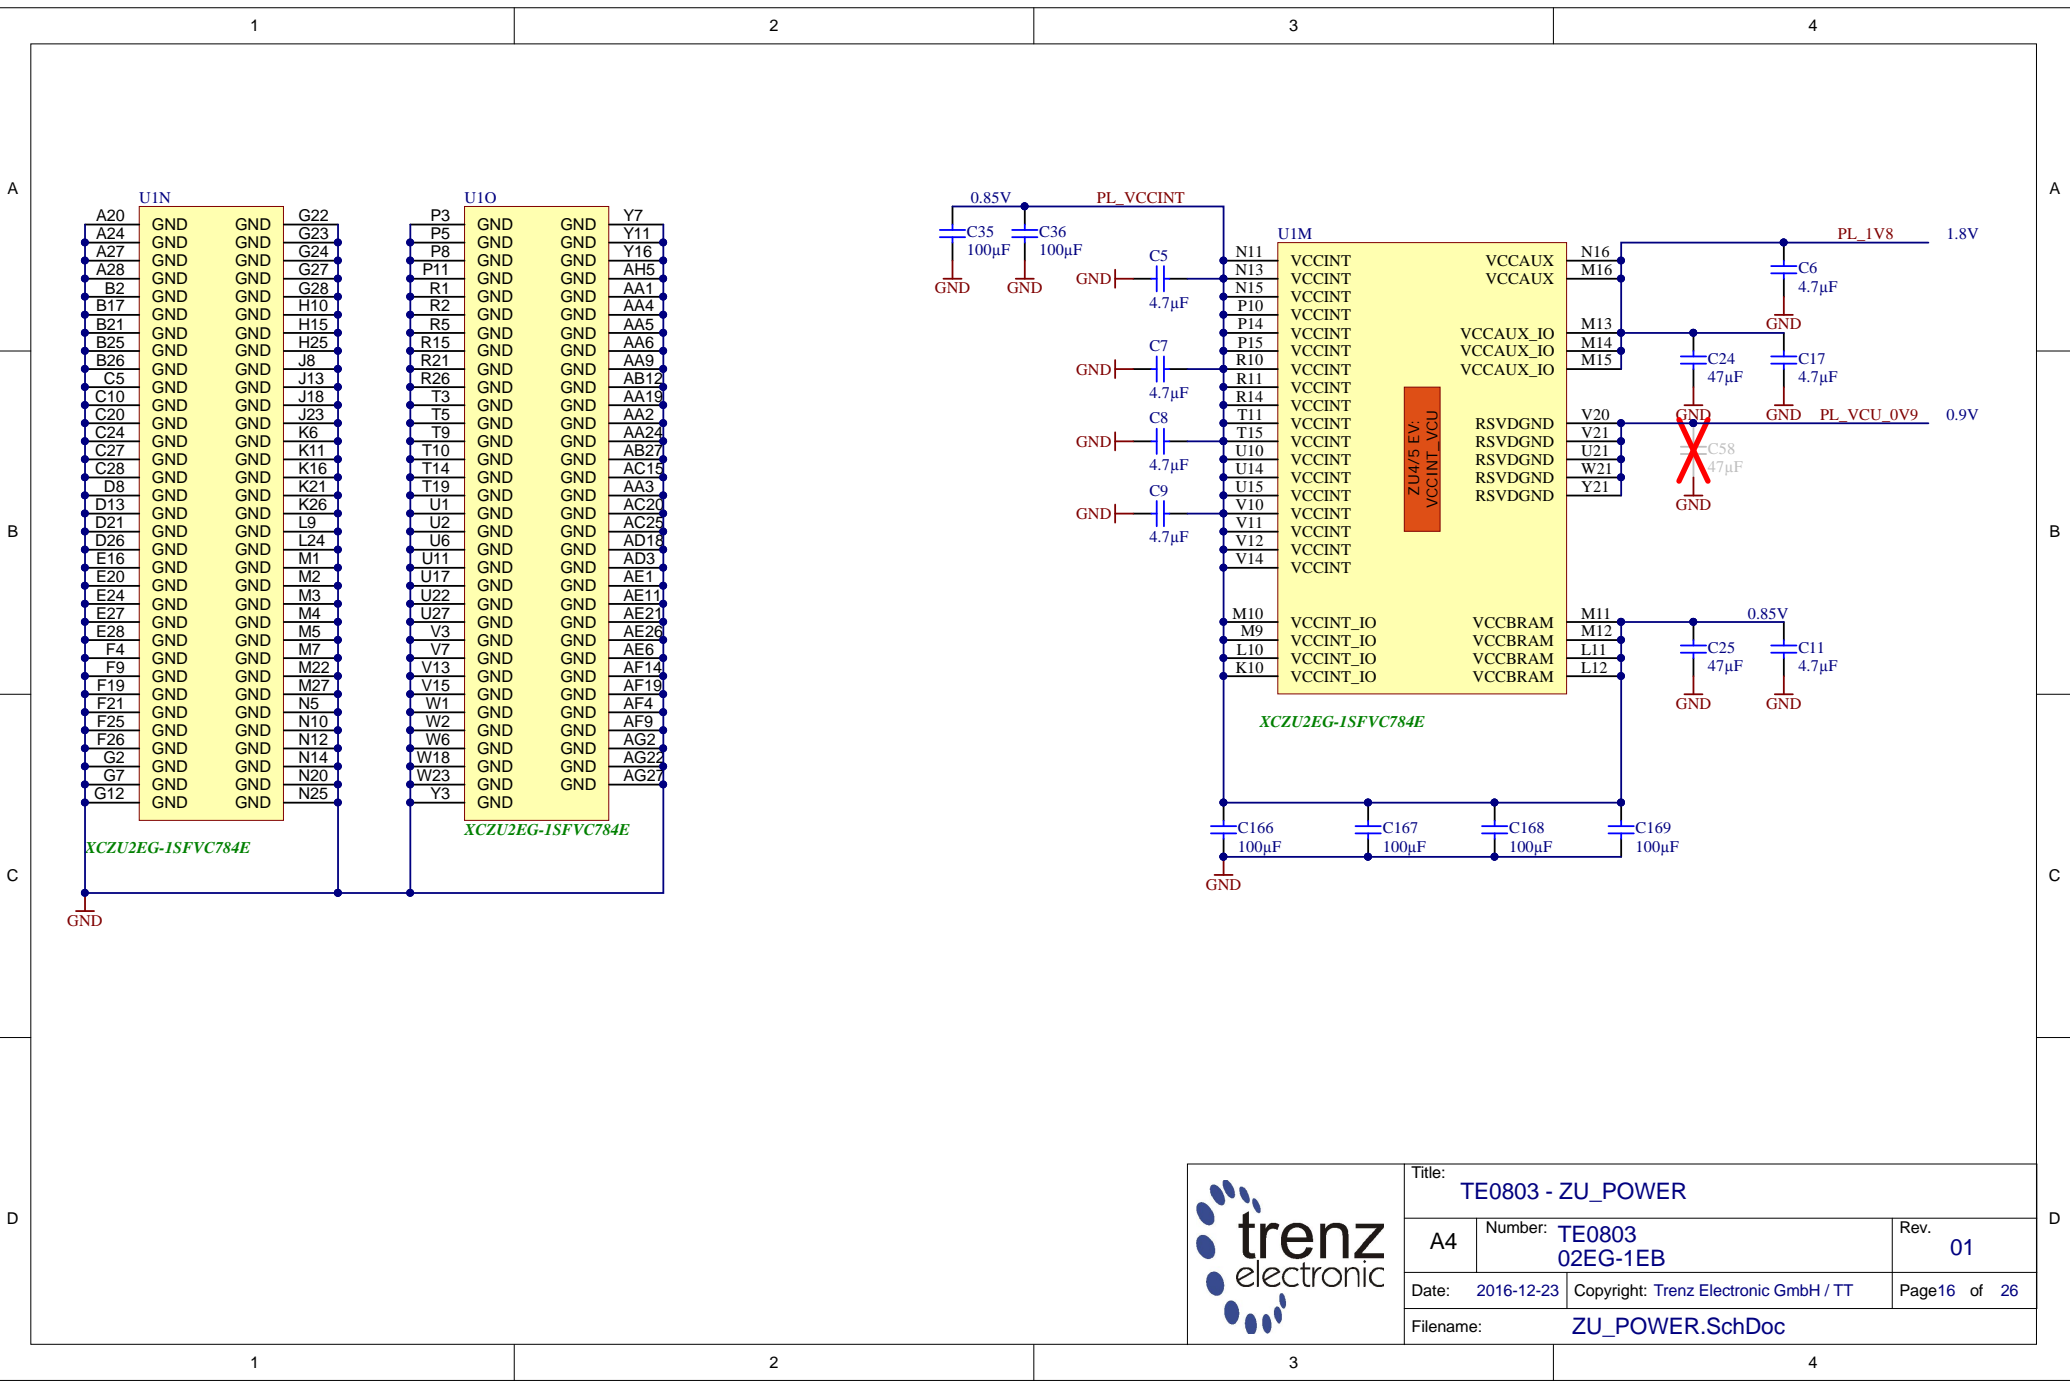 1 2 3 4
A A
B B
C C
D D
U1N
A20 GND GND G22
A24 GND GND G23
A27 GND GND G24
A28 GND GND G27
B2 GND GND G28
B17 GND GND H10
B21 GND GND H15
B25 GND GND H25
B26 GND GND J8
C5 GND GND J13
C10 GND GND J18
C20 GND GND J23
C24 GND GND K6
C27 GND GND K11
C28 GND GND K16
D8 GND GND K21
D13 GND GND K26
D21 GND GND L9
D26 GND GND L24
E16 GND GND M1
E20 GND GND M2
E24 GND GND M3
E27 GND GND M4
E28 GND GND M5
F4 GND GND M7
F9 GND GND M22
F19 GND GND M27
F21 GND GND N5
F25 GND GND N10
F26 GND GND N12
G2 GND GND N14
G7 GND GND N20
G12 GND GND N25
XCZU2EG-1SFVC784E
GND
U1O
P3 GND GND Y7
P5 GND GND Y11
P8 GND GND Y16
P11 GND GND AH5
R1 GND GND AA1
R2 GND GND AA4
R5 GND GND AA5
R15 GND GND AA6
R21 GND GND AA9
R26 GND GND AB12
T3 GND GND AA19
T5 GND GND AA2
T9 GND GND AA24
T10 GND GND AB27
T14 GND GND AC15
T19 GND GND AA3
U1 GND GND AC20
U2 GND GND AC25
U6 GND GND AD18
U11 GND GND AD3
U17 GND GND AE1
U22 GND GND AE11
U27 GND GND AE21
V3 GND GND AE26
V7 GND GND AE6
V13 GND GND AF14
V15 GND GND AF19
W1 GND GND AF4
W2 GND GND AF9
W6 GND GND AG2
W18 GND GND AG22
W23 GND GND AG27
Y3 GND
XCZU2EG-1SFVC784E
0.85V PL_VCCINT
C35 C36
100µF 100µF
GND GND
C5
GND
4.7µF
C7
GND
4.7µF
C8
GND
4.7µF
C9
GND
4.7µF
U1M
N11 VCCINT VCCAUX N16
N13 VCCINT VCCAUX M16
N15 VCCINT
P10 VCCINT
P14 VCCINT VCCAUX_IO M13
P15 VCCINT VCCAUX_IO M14
R10 VCCINT VCCAUX_IO M15
R11 VCCINT
R14 VCCINT
T11 VCCINT RSVDGND V20
T15 VCCINT RSVDGND V21
U10 VCCINT RSVDGND U21
U14 VCCINT RSVDGND W21
U15 VCCINT RSVDGND Y21
V10 VCCINT
V11 VCCINT
V12 VCCINT
V14 VCCINT
M10 VCCINT_IO VCCBRAM M11
M9 VCCINT_IO VCCBRAM M12
L10 VCCINT_IO VCCBRAM L11
K10 VCCINT_IO VCCBRAM L12
ZU4/5 EV:
VCCINT_VCU
XCZU2EG-1SFVC784E
PL_1V8 1.8V
C6
4.7µF
GND
C24 C17
47µF 4.7µF
GND GND PL_VCU_0V9 0.9V
C58
47µF
GND
0.85V
C25 C11
47µF 4.7µF
GND GND
C166 C167 C168 C169
100µF 100µF 100µF 100µF
GND
trenz
electronic
Title:
TE0803 - ZU_POWER
A4 Number: TE0803 Rev. 01
02EG-1EB
Date: 2016-12-23 Copyright: Trenz Electronic GmbH / TT Page16 of 26
Filename: ZU_POWER.SchDoc
1 2 3 4